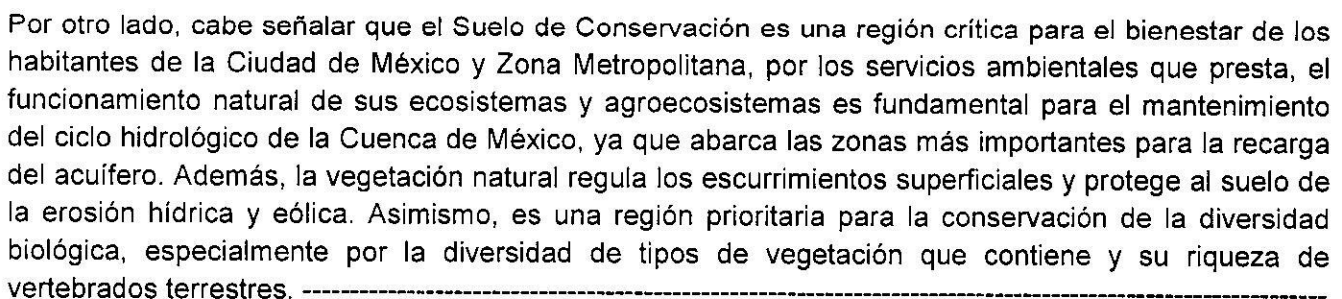 Por otro lado, cabe señalar que el Suelo de Conservación es una región crítica para el bienestar de los
habitantes de la Ciudad de México y Zona Metropolitana, por los servicios ambientales que presta, el
funcionamiento natural de sus ecosistemas y agroecosistemas es fundamental para el mantenimiento
del ciclo hidrológico de la Cuenca de México, ya que abarca las zonas más importantes para la recarga
del acuífero. Además, la vegetación natural regula los escurrimientos superficiales y protege al suelo de
la erosión hídrica y eólica. Asimismo, es una región prioritaria para la conservación de la diversidad
biológica, especialmente por la diversidad de tipos de vegetación que contiene y su riqueza de
vertebrados terrestres. ----------------------------------------------------------------------------------------------------